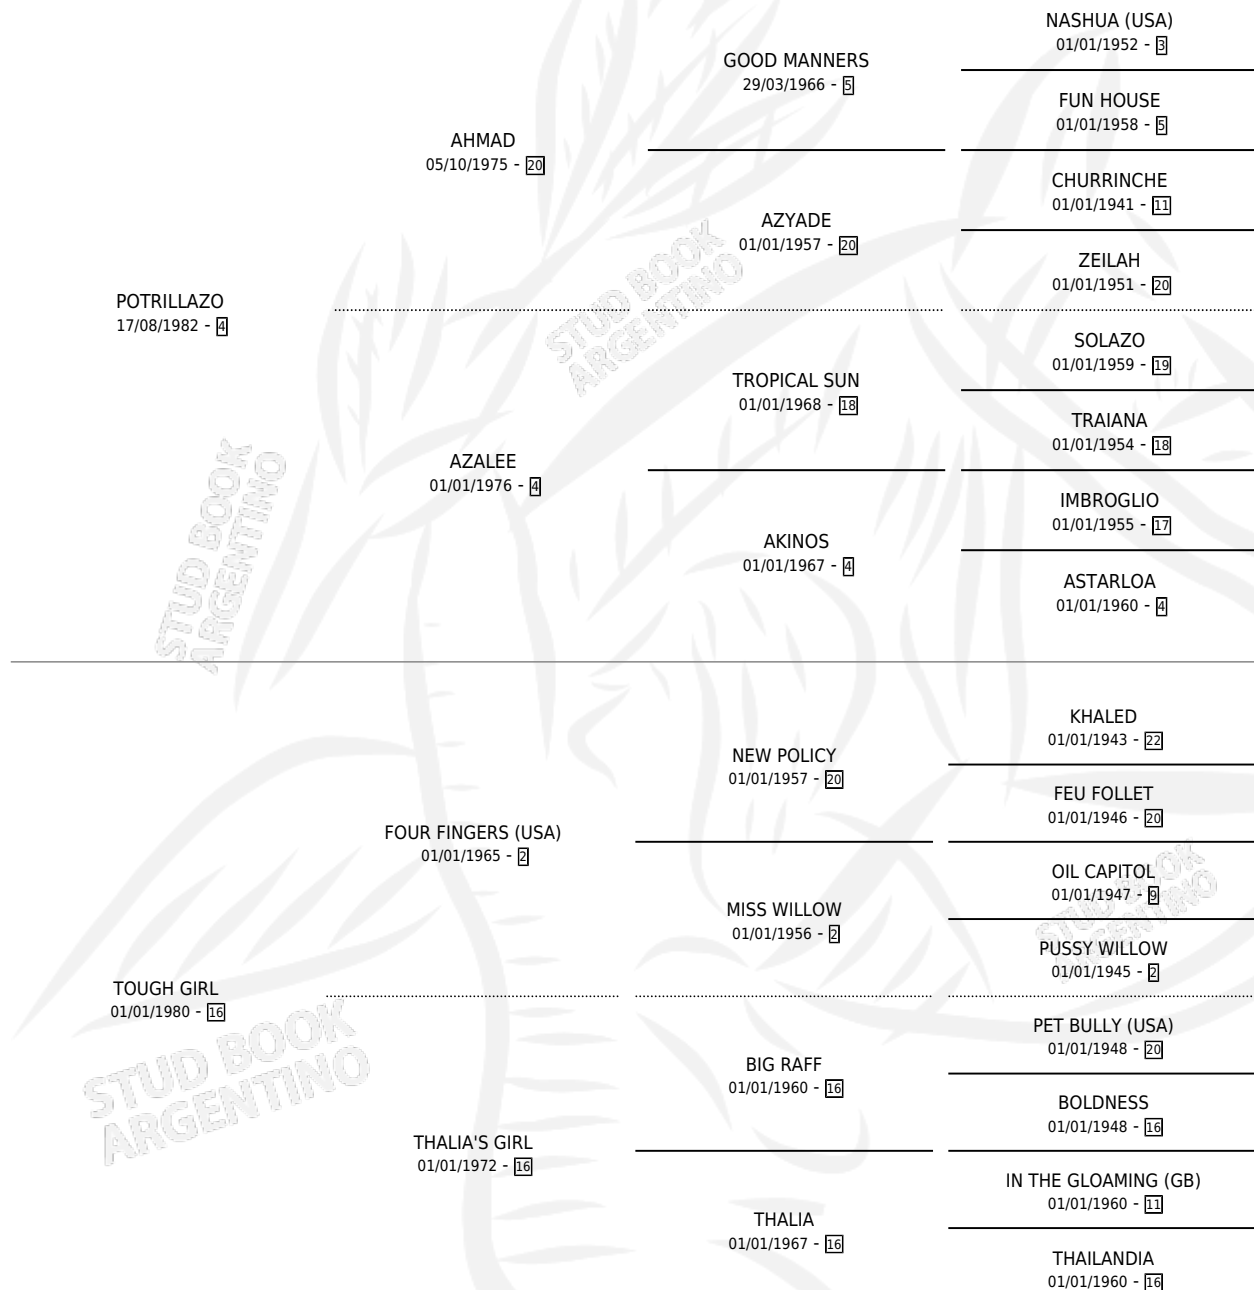 NASHUA (USA)
01/01/1952 - 3
GOOD MANNERS
29/03/1966 - 5
FUN HOUSE
01/01/1958 - 5
AHMAD
05/10/1975 - 20
CHURRINCHE
01/01/1941 - 11
AZYADE
01/01/1957 - 20
ZEILAH
01/01/1951 - 20
POTRILLAZO
17/08/1982 - 4
STUD BOOK
ARGENTINO
SOLAZO
01/01/1959 - 19
TROPICAL SUN
01/01/1968 - 18
TRAIANA
01/01/1954 - 18
AZALEE
01/01/1976 - 4
IMBROGLIO
01/01/1955 - 17
AKINOS
01/01/1967 - 4
ASTARLOA
01/01/1960 - 4
STUD BOOK
ARGENTINO
KHALED
01/01/1943 - 22
NEW POLICY
01/01/1957 - 20
FEU FOLLET
01/01/1946 - 20
FOUR FINGERS (USA)
01/01/1965 - 2
OIL CAPITOL
01/01/1947 - 9
MISS WILLOW
01/01/1956 - 2
STUD BOOK
ARGENTINO
PUSSY WILLOW
01/01/1945 - 2
TOUGH GIRL
01/01/1980 - 16
PET BULLY (USA)
01/01/1948 - 20
STUD BOOK
ARGENTINO
BIG RAFF
01/01/1960 - 16
BOLDNESS
01/01/1948 - 16
THALIA'S GIRL
01/01/1972 - 16
IN THE GLOAMING (GB)
01/01/1960 - 11
THALIA
01/01/1967 - 16
THAILANDIA
01/01/1960 - 16